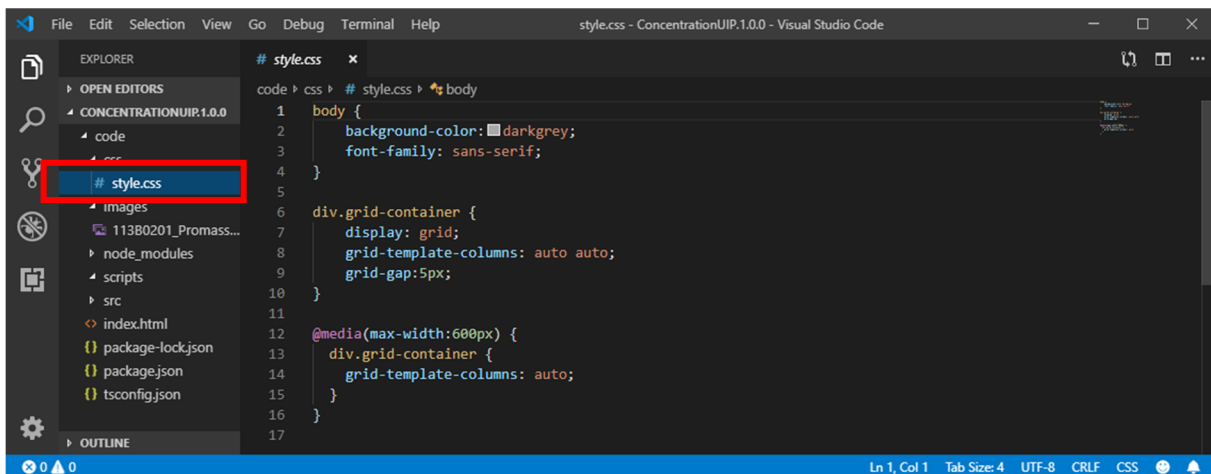 File Edit Selection View Go Debug Terminal Help style.css - ConcentrationUIP.1.0.0 - Visual Studio Code
EXPLORER
OPEN EDITORS
CONCENTRATIONUIP.1.0.0
code
css
# style.css
images
113B0201_Promass...
node_modules
scripts
src
index.html
{} package-lock.json
{} package.json
{} tsconfig.json
OUTLINE
# style.css
code css # style.css body
1 body {
2 background-color: darkgrey;
3 font-family: sans-serif;
4 }
5
6 div.grid-container {
7 display: grid;
8 grid-template-columns: auto auto;
9 grid-gap:5px;
10 }
11
12 @media(max-width:600px) {
13 div.grid-container {
14 grid-template-columns: auto;
15 }
16 }
17
0 0 Ln 1, Col 1 Tab Size: 4 UTF-8 CRLF CSS